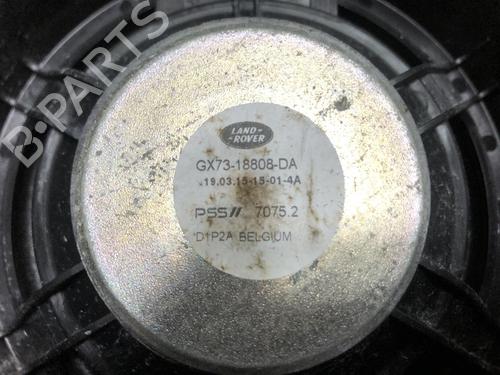 B-PARTS
LAND-
-ROVER
GX73-18808-DA
.19.03.15-15-01-4A
PSS// 7075.2
D1P2A BELGIUM